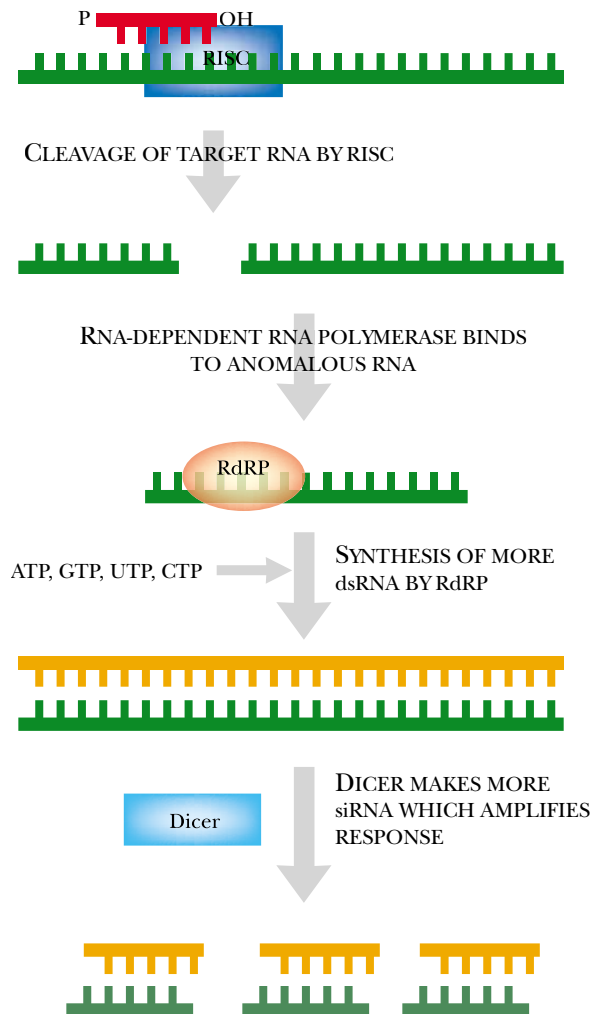 P OH
RISC
CLEAVAGE OF TARGET RNA BY RISC
RNA-DEPENDENT RNA POLYMERASE BINDS
TO ANOMALOUS RNA
RdRP
ATP, GTP, UTP, CTP
SYNTHESIS OF MORE
dsRNA BY RdRP
Dicer
DICER MAKES MORE
siRNA WHICH AMPLIFIES
RESPONSE